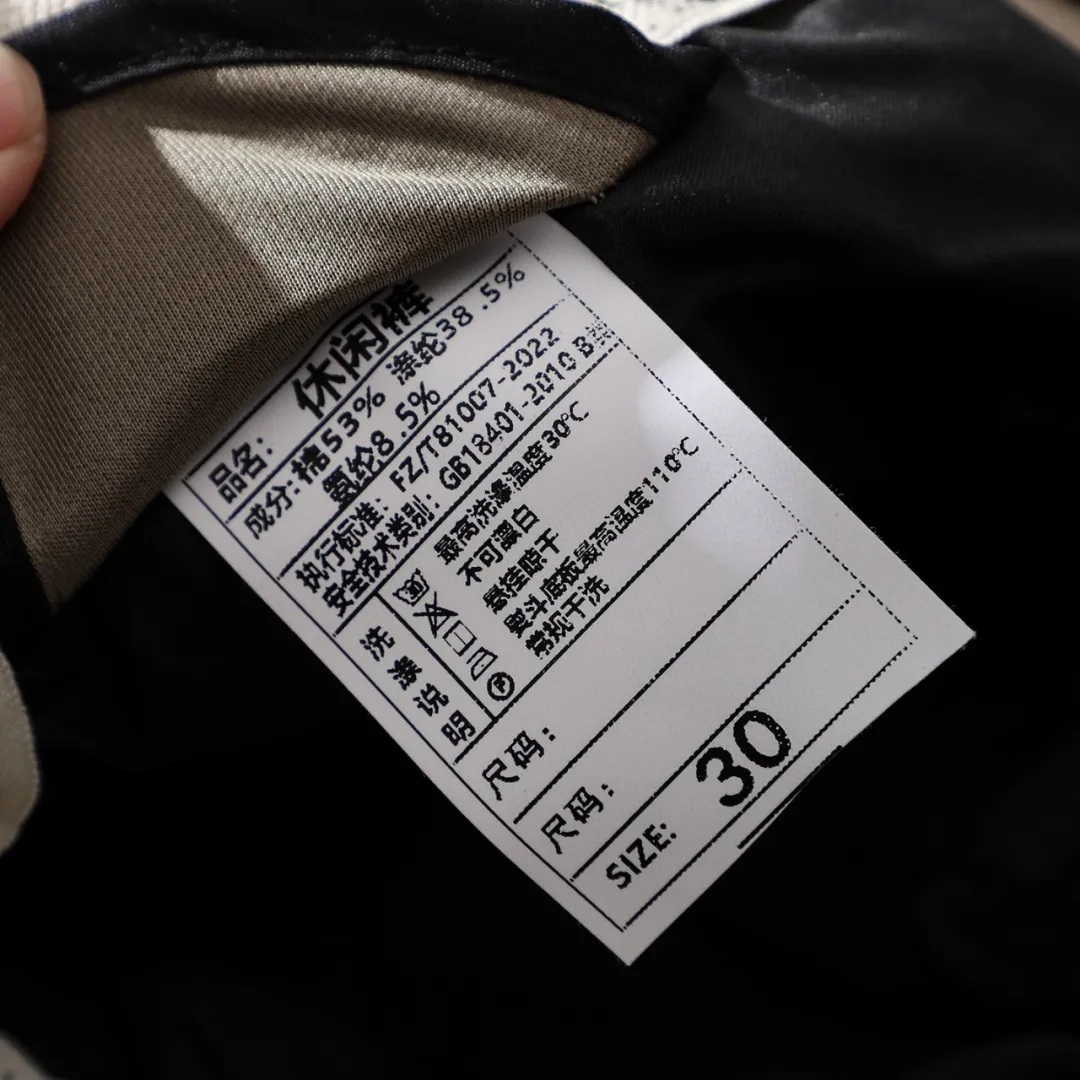 品名: 休闲裤
成分: 棉53% 涤纶38.5%
氨纶8.5%
执行标准: FZ/T81007-2022
安全技术类别: GB18401-2010 B类
洗涤说明
最高洗涤温度30℃
不可漂白
悬挂晾干
熨斗底板最高温度110℃
常规干洗
P
尺码:
尺码:
SIZE: 30